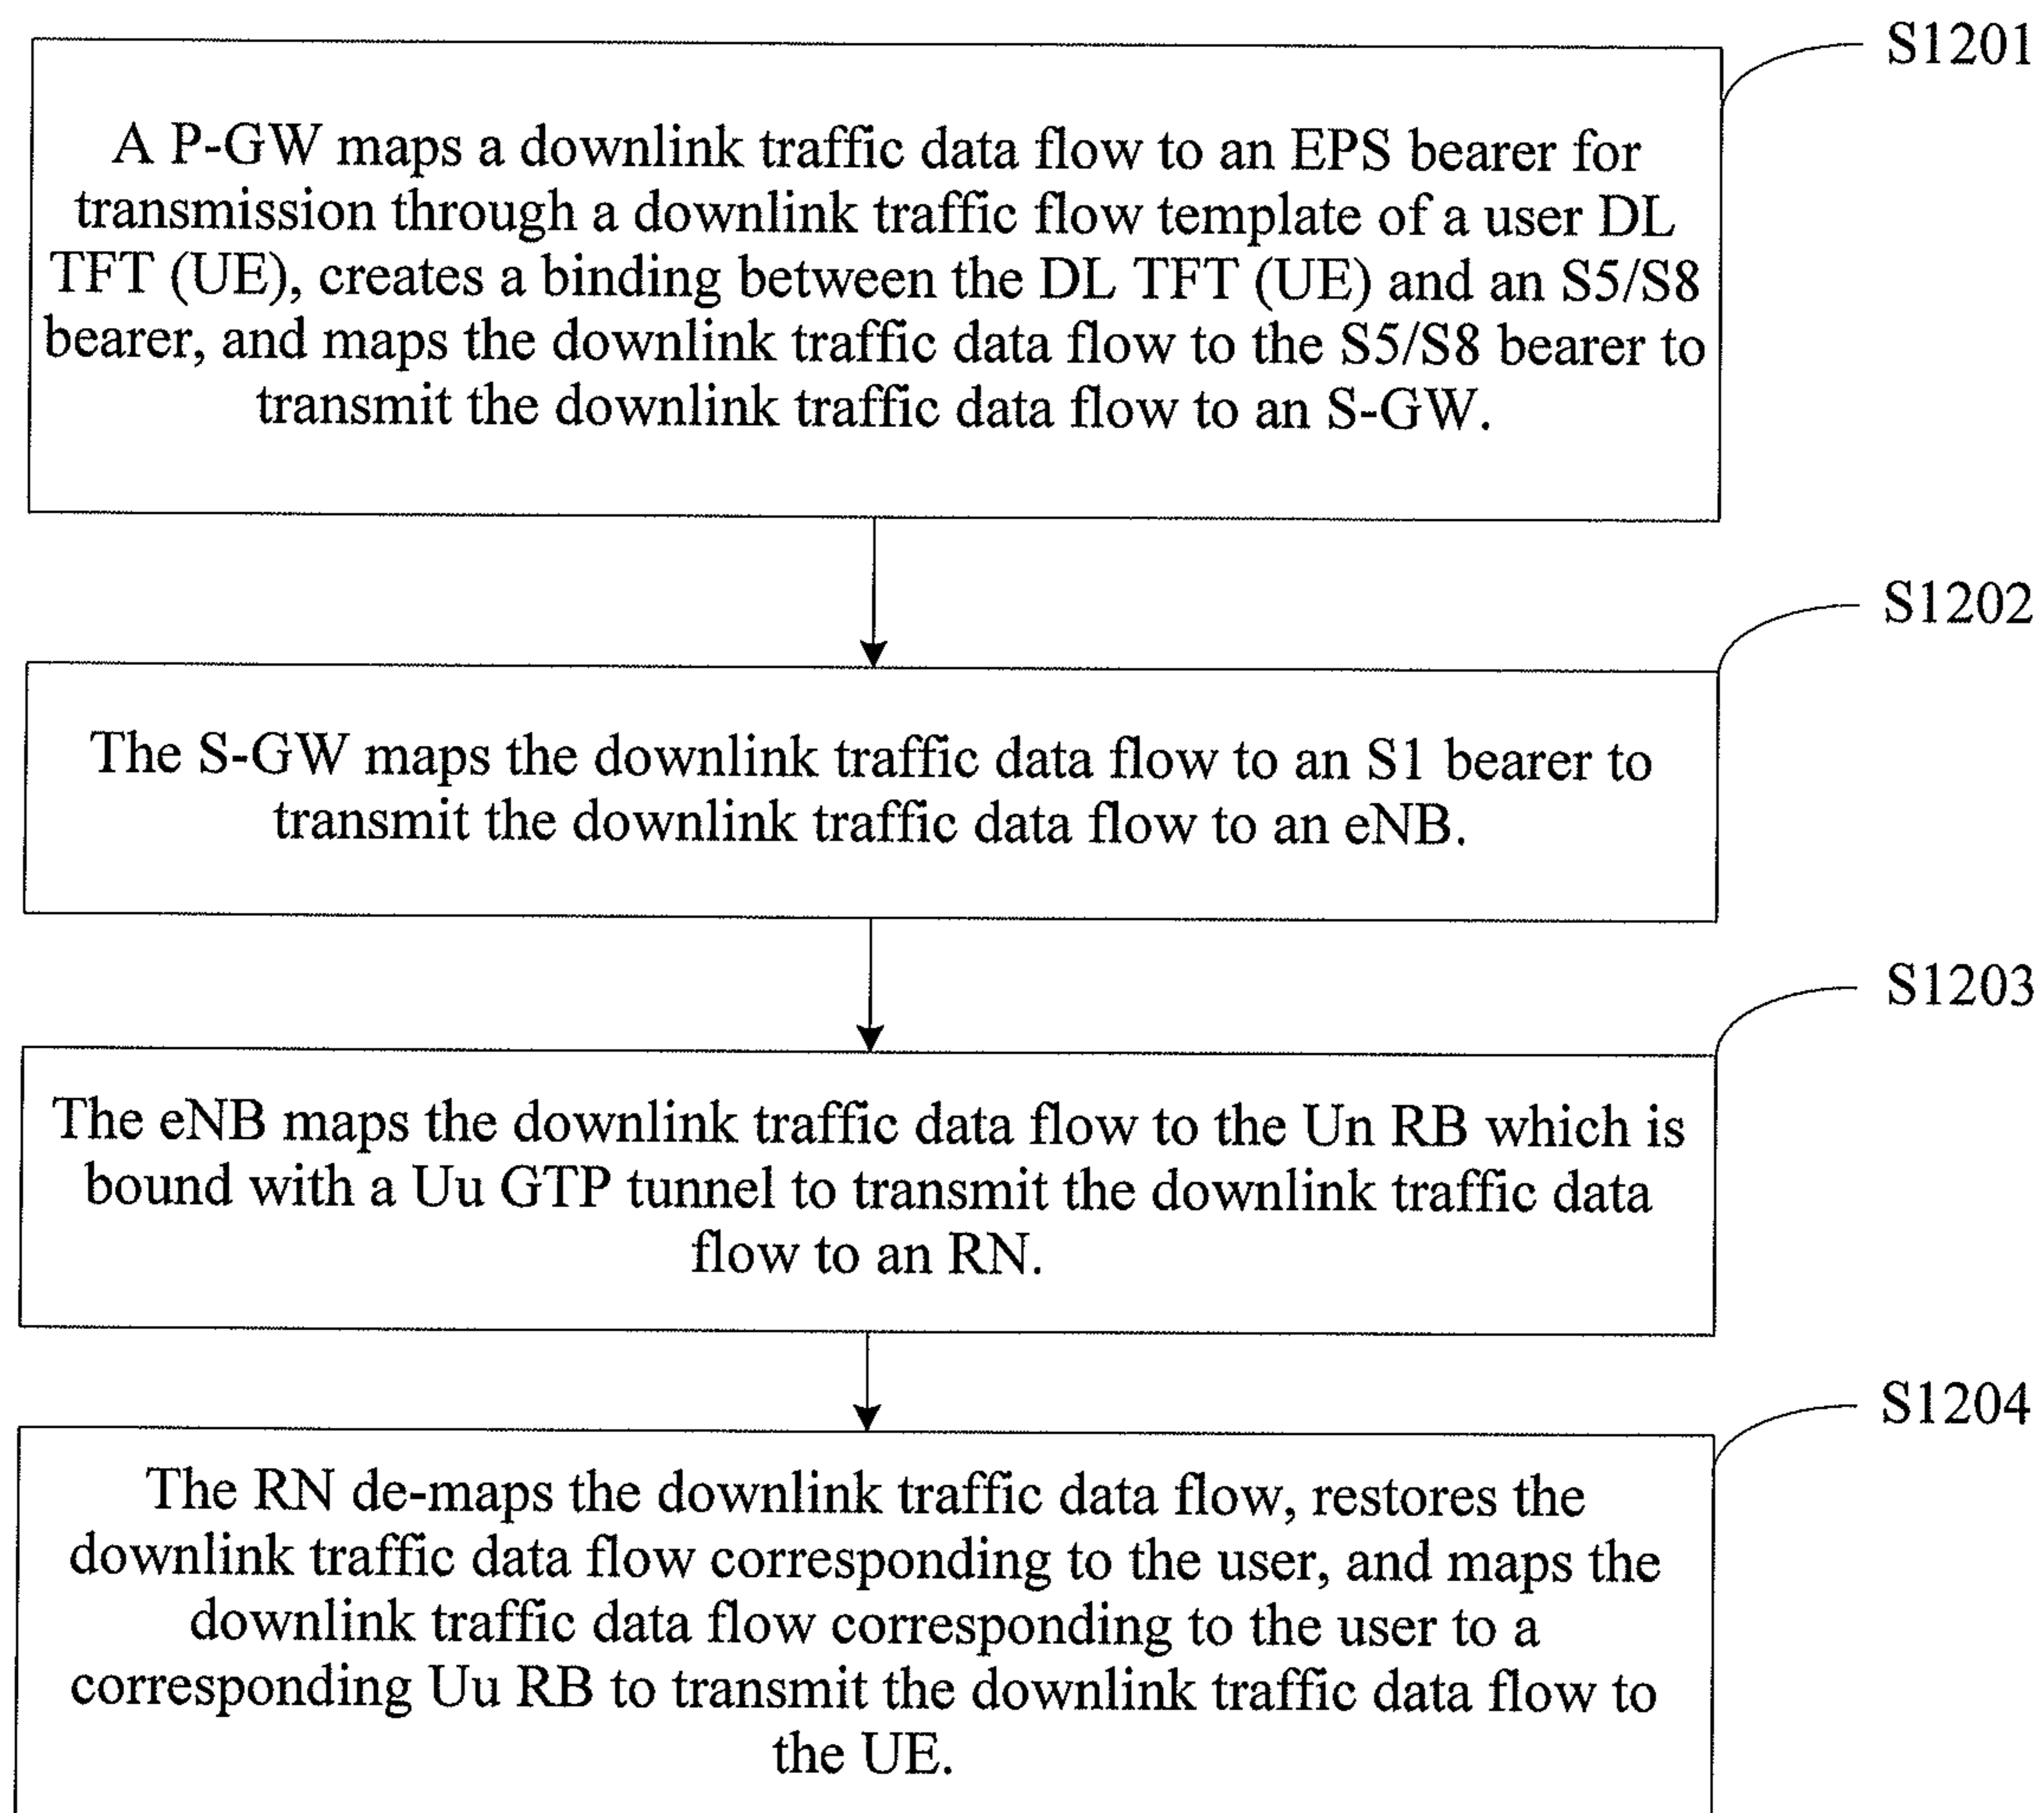 S1201
A P-GW maps a downlink traffic data flow to an EPS bearer for
transmission through a downlink traffic flow template of a user DL
TFT (UE), creates a binding between the DL TFT (UE) and an S5/S8
bearer, and maps the downlink traffic data flow to the S5/S8 bearer to
transmit the downlink traffic data flow to an S-GW.
S1202
The S-GW maps the downlink traffic data flow to an S1 bearer to
transmit the downlink traffic data flow to an eNB.
S1203
The eNB maps the downlink traffic data flow to the Un RB which is
bound with a Uu GTP tunnel to transmit the downlink traffic data
flow to an RN.
S1204
The RN de-maps the downlink traffic data flow, restores the
downlink traffic data flow corresponding to the user, and maps the
downlink traffic data flow corresponding to the user to a
corresponding Uu RB to transmit the downlink traffic data flow to
the UE.